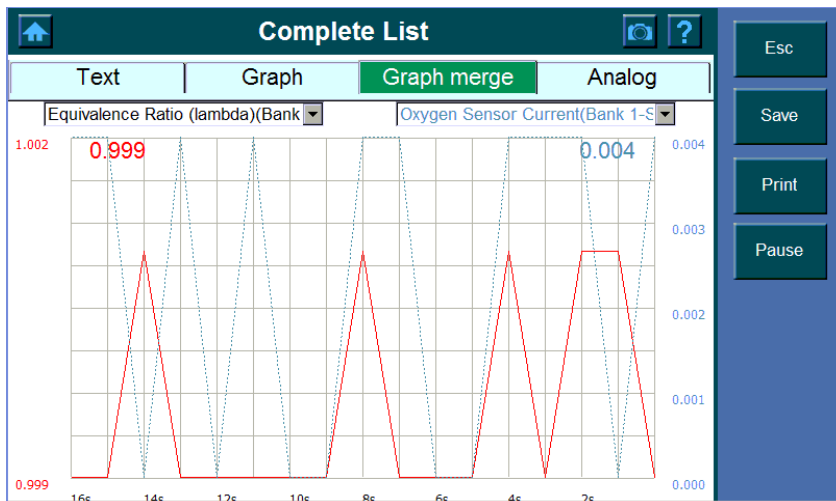 Complete List
?
Esc
Text Graph Graph merge Analog
Equivalence Ratio (lambda)(Bank
Oxygen Sensor Current(Bank 1-S
Save
1.002 0.999 0.004 0.004
Print
0.003
Pause
0.002
0.001
0.999 0.000
16s 14s 12s 10s 8s 6s 4s 2s